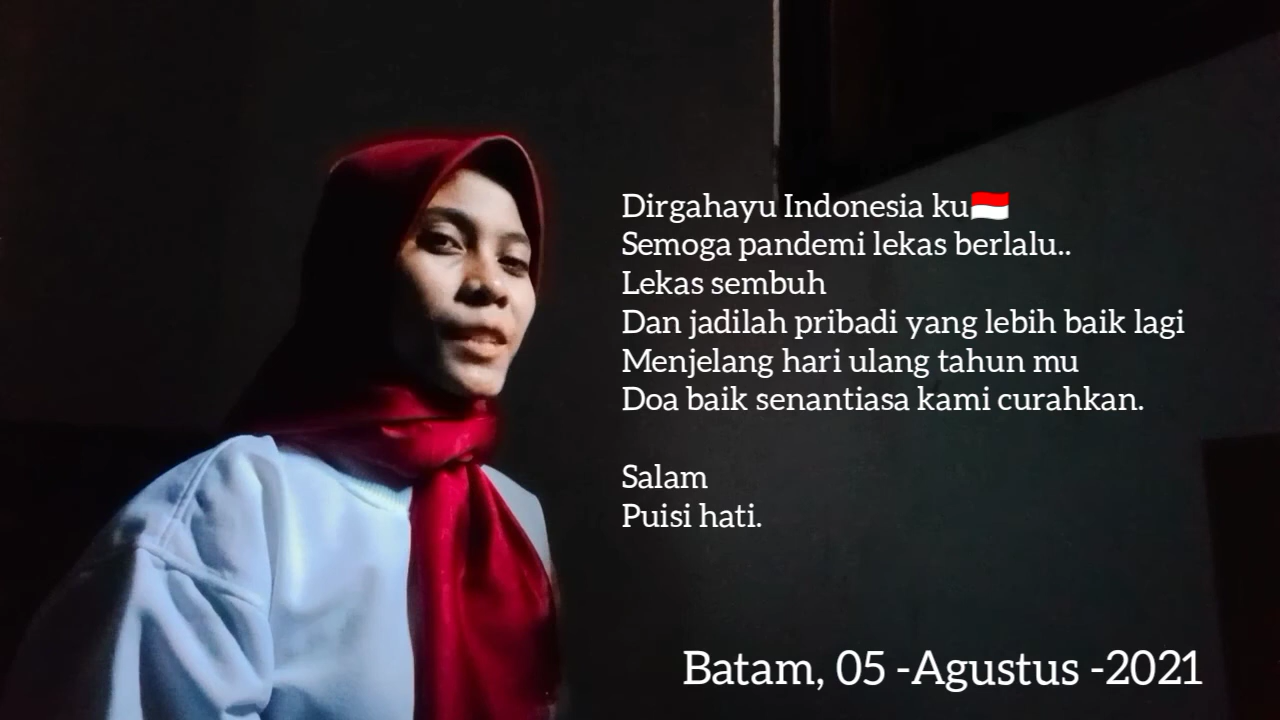 Dirgahayu Indonesia ku🇮🇩
Semoga pandemi lekas berlalu..
Lekas sembuh
Dan jadilah pribadi yang lebih baik lagi
Menjelang hari ulang tahun mu
Doa baik senantiasa kami curahkan.
Salam
Puisi hati.
Batam, 05 -Agustus -2021